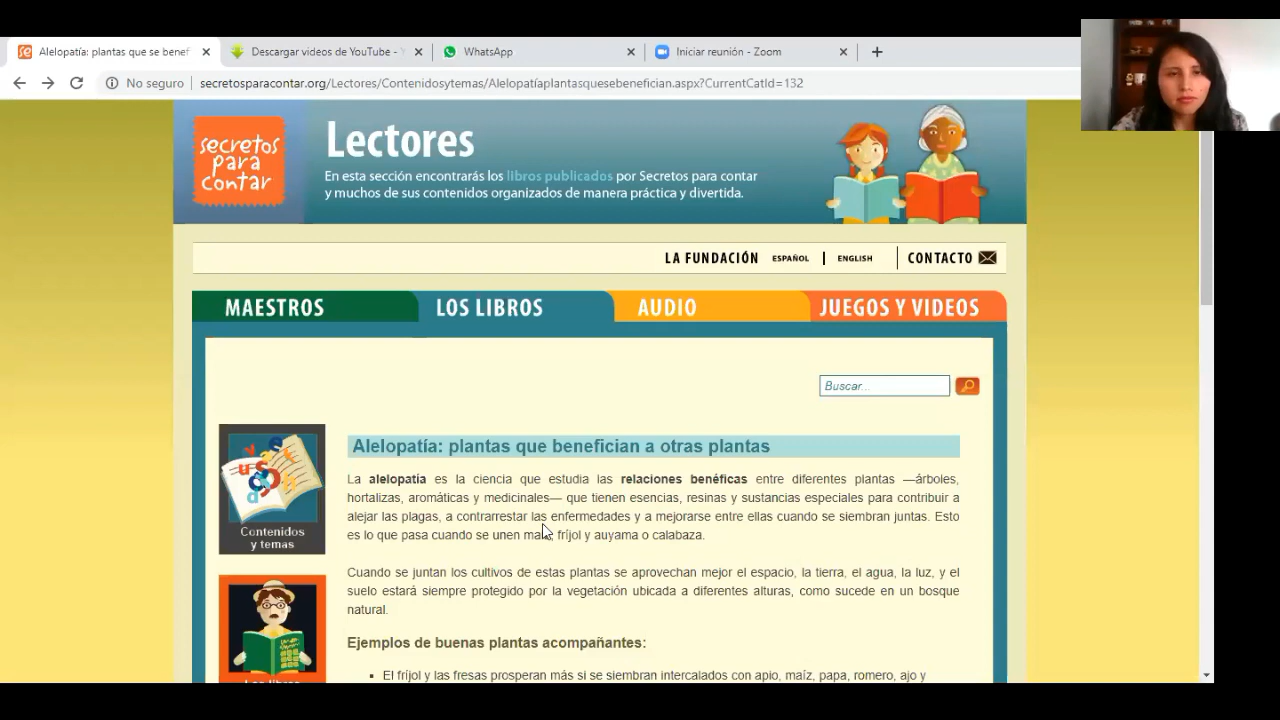 Alelopatía: plantas que se benef
Descargar videos de YouTube -
WhatsApp
Iniciar reunión - Zoom
No seguro
secretosparacontar.org/Lectores/Contenidosytemas/Alelopatíaplantasquesebenefician.aspx?CurrentCatId=132
secretos
para
contar
Lectores
En esta sección encontrarás los libros publicados por Secretos para contar
y muchos de sus contenidos organizados de manera práctica y divertida.
LA FUNDACIÓN ESPAÑOL | ENGLISH | CONTACTO
MAESTROS LOS LIBROS AUDIO JUEGOS Y VIDEOS
Buscar...
Contenidos
y temas
Alelopatía: plantas que benefician a otras plantas
La alelopatía es la ciencia que estudia las relaciones benéficas entre diferentes plantas —árboles,
hortalizas, aromáticas y medicinales— que tienen esencias, resinas y sustancias especiales para contribuir a
alejar las plagas, a contrarrestar las enfermedades y a mejorarse entre ellas cuando se siembran juntas. Esto
es lo que pasa cuando se unen maíz, fríjol y auyama o calabaza.
Cuando se juntan los cultivos de estas plantas se aprovechan mejor el espacio, la tierra, el agua, la luz, y el
suelo estará siempre protegido por la vegetación ubicada a diferentes alturas, como sucede en un bosque
natural.
Ejemplos de buenas plantas acompañantes:
El fríjol y las fresas prosperan más si se siembran intercalados con apio, maíz, papa, romero, ajo y